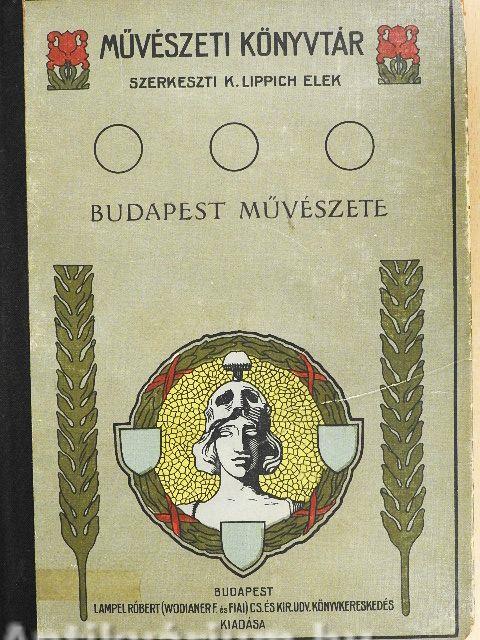 MŰVÉSZETI KÖNYVTÁR
SZERKESZTI K. LIPPICH ELEK
BUDAPEST MŰVÉSZETE
BUDAPEST
LAMPEL RÓBERT (WODIANER F. és FIAI) CS. ÉS KIR. UDV. KÖNYVKERESKEDÉS
KIADÁSA